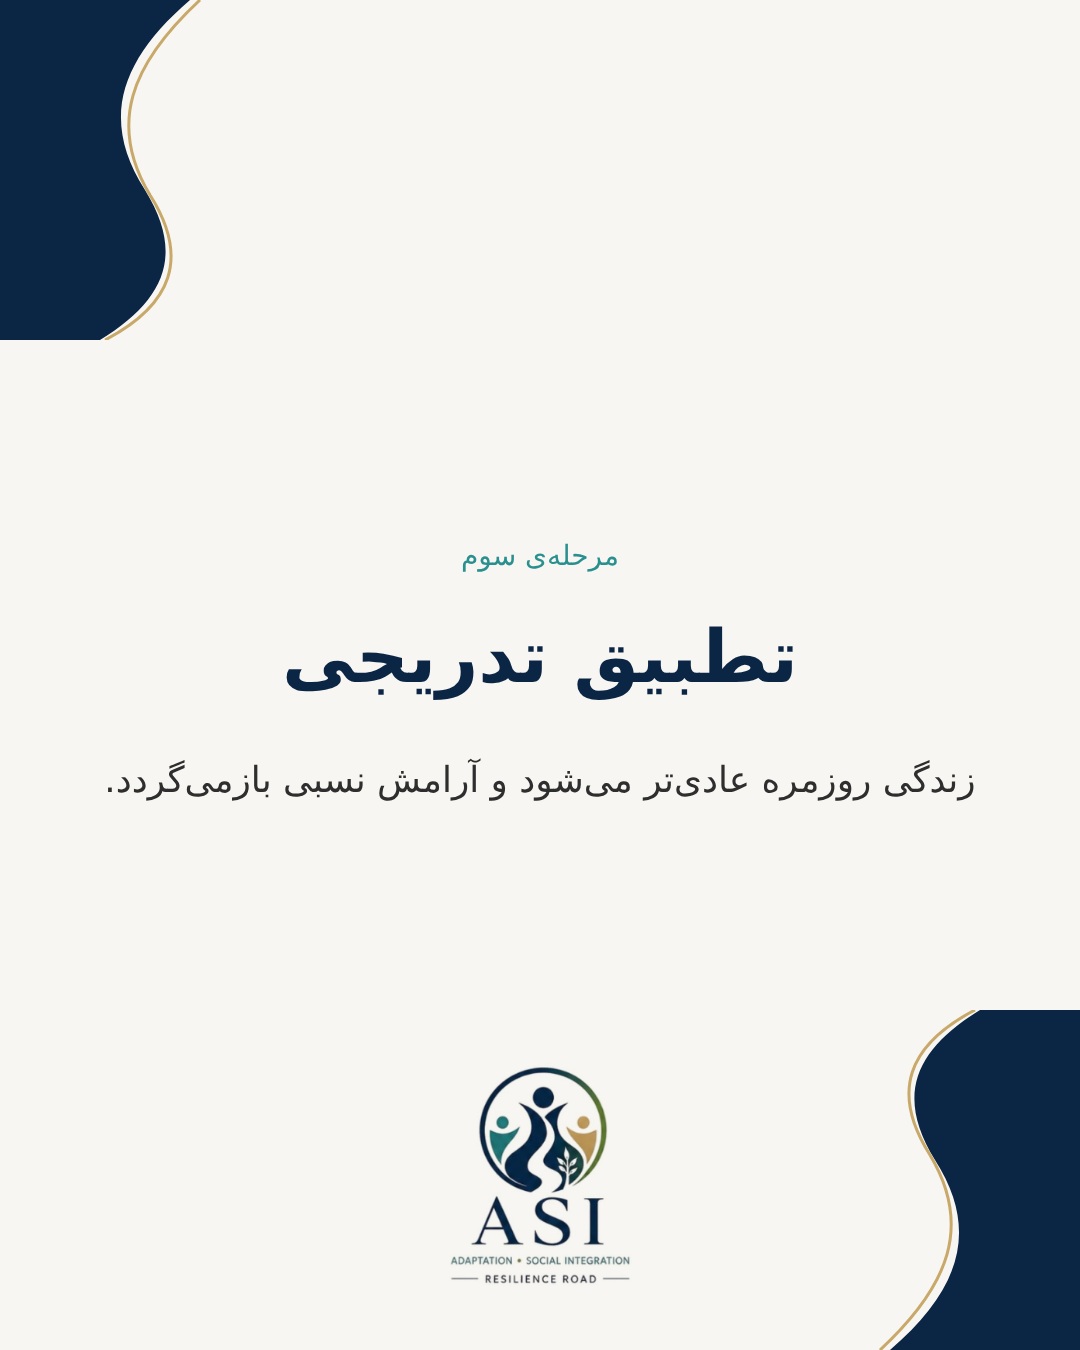 مرحله‌ی سوم
تطبیق تدریجی
زندگی روزمره عادی‌تر می‌شود و آرامش نسبی بازمی‌گردد.
ASI
ADAPTATION • SOCIAL INTEGRATION
RESILIENCE ROAD